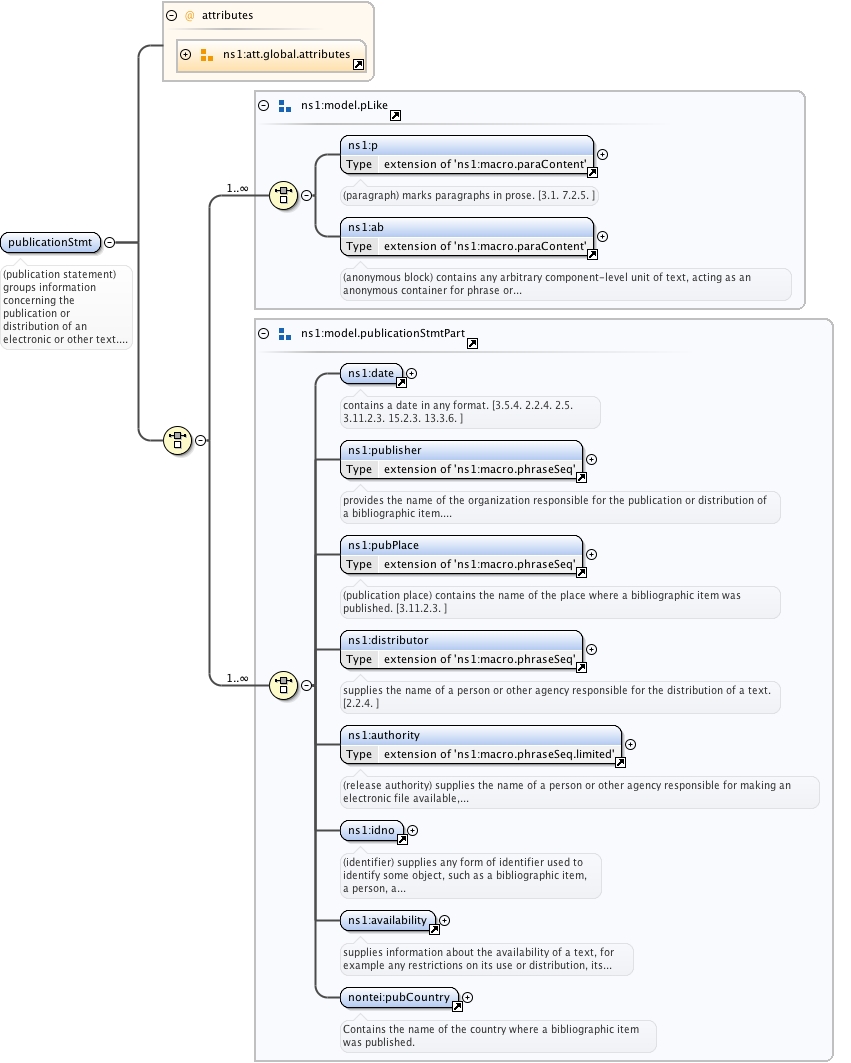 @ attributes
ns1:att.global.attributes
ns1:model.pLike
ns1:p
Type extension of 'ns1:macro.paraContent'
1..∞
(paragraph) marks paragraphs in prose. [3.1. 7.2.5. ]
ns1:ab
Type extension of 'ns1:macro.paraContent'
publicationStmt
(anonymous block) contains any arbitrary component-level unit of text, acting as an
anonymous container for phrase or...
(publication statement)
groups information
concerning the
publication or
distribution of an
electronic or other text....
ns1:model.publicationStmtPart
ns1:date
contains a date in any format. [3.5.4. 2.2.4. 2.5.
3.11.2.3. 15.2.3. 13.3.6. ]
ns1:publisher
Type extension of 'ns1:macro.phraseSeq'
provides the name of the organization responsible for the publication or distribution of
a bibliographic item....
ns1:pubPlace
Type extension of 'ns1:macro.phraseSeq'
(publication place) contains the name of the place where a bibliographic item was
published. [3.11.2.3. ]
ns1:distributor
Type extension of 'ns1:macro.phraseSeq'
1..∞
supplies the name of a person or other agency responsible for the distribution of a text.
[2.2.4. ]
ns1:authority
Type extension of 'ns1:macro.phraseSeq.limited'
(release authority) supplies the name of a person or other agency responsible for making an
electronic file available,...
ns1:idno
(identifier) supplies any form of identifier used to
identify some object, such as a bibliographic item,
a person, a...
ns1:availability
supplies information about the availability of a text, for
example any restrictions on its use or distribution, its...
nontei:pubCountry
Contains the name of the country where a bibliographic item
was published.